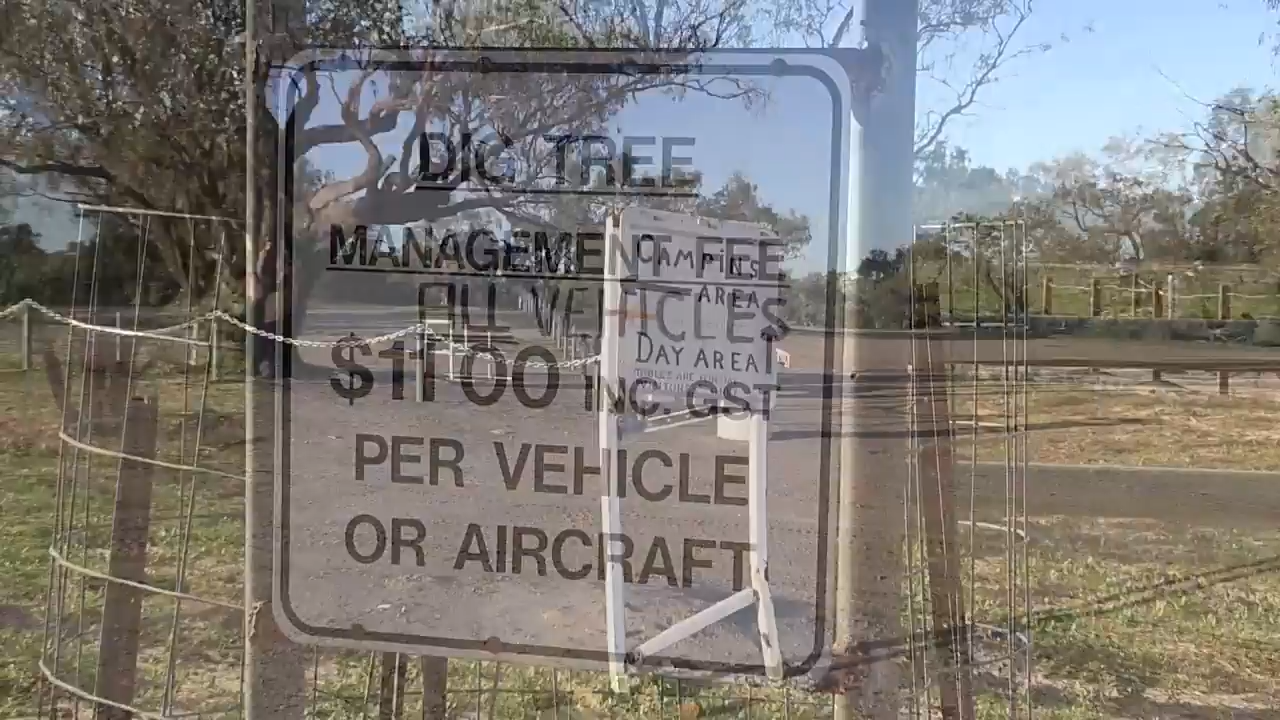 DIG TREE
MANAGEMENT FEE
ALL VEHICLES
$11.00 INC. GST
PER VEHICLE
OR AIRCRAFT
CAMPING
AREA
DAY AREA